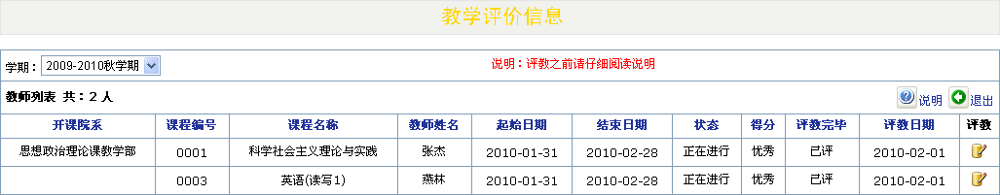 教学评价信息
学期：2009-2010秋学期 说明：评教之前请仔细阅读说明
教师列表 共：2 人 说明 退出
开课院系 课程编号 课程名称 教师姓名 起始日期 结束日期 状态 得分 评教完毕 评教日期 评教
思想政治理论课教学部 0001 科学社会主义理论与实践 张杰 2010-01-31 2010-02-28 正在进行 优秀 已评 2010-02-01
0003 英语(读写1) 燕林 2010-01-31 2010-02-28 正在进行 优秀 已评 2010-02-01